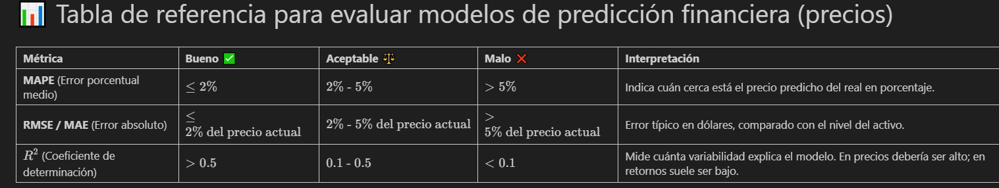 📊 Tabla de referencia para evaluar modelos de predicción financiera (precios)
Métrica
Bueno ✅
Aceptable ⚖️
Malo ❌
Interpretación
MAPE (Error porcentual
medio)
≤ 2%
2% - 5%
> 5%
Indica cuán cerca está el precio predicho del real en porcentaje.
RMSE / MAE (Error absoluto)
≤
2% del precio actual
2% - 5% del precio actual
>
5% del precio actual
Error típico en dólares, comparado con el nivel del activo.
R² (Coeficiente de
determinación)
> 0.5
0.1 - 0.5
< 0.1
Mide cuánta variabilidad explica el modelo. En precios debería ser alto; en
retornos suele ser bajo.